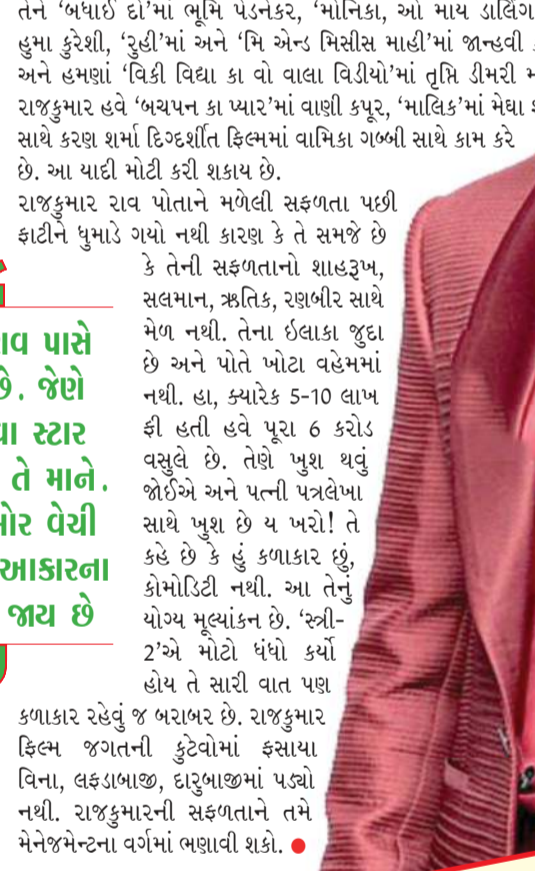 તેને ‘બધાઈ દો’માં ભૂમિ પેડનેકર, ‘મોનિકા, ઓ માય ડાર્લિંગ
હુમા કુરેશી, ‘રુહી’માં અને ‘મિ એન્ડ મિસીસ માહી’માં જાન્હવી
અને હમણાં ‘વિકી વિદ્યા કા વો વાલા વિડીયો’માં તૃપ્તિ ડીમરી
રાજકુમાર હવે ‘બચપન કા પ્યાર’માં વાણી કપૂર, ‘માલિક’માં મેઘા
સાથે કરણ શર્મા દિગ્દર્શીત ફિલ્મમાં વામિકા ગબ્બી સાથે કામ કરે
છે. આ યાદી મોટી કરી શકાય છે.
રાજકુમાર રાવ પોતાને મળેલી સફળતા પછી
ફાટીને ધુમાડે ગયો નથી કારણ કે તે સમજે છે
કે તેની સફળતાનો શાહરૂખ,
સલમાન, ઋતિક, રણબીર સાથે
મેળ નથી. તેના ઇલાકા જુદા
છે અને પોતે ખોટા વહેમમાં
નથી. હા, ક્યારેક 5-10 લાખ
ફી હતી હવે પૂરા 6 કરોડ
વસુલે છે. તેણે ખુશ થવું
જોઈએ અને પત્ની પત્રલેખા
સાથે ખુશ છે ય ખરો! તે
કહે છે કે હું કળાકાર છું,
કોમોડિટી નથી. આ તેનું
યોગ્ય મૂલ્યાંકન છે. ‘સ્ત્રી-
2’એ મોટો ધંધો કર્યો
હોય તે સારી વાત પણ
કળાકાર રહેવું જ બરાબર છે. રાજકુમાર
ફિલ્મ જગતની કુટેવોમાં ફસાયા
વિના, લફડાબાજી, દારુબાજીમાં પડ્યો
નથી. રાજકુમારની સફળતાને તમે
મેનેજમેન્ટના વર્ગમાં ભણાવી શકો.
પાસે
છે. જેણે
સ્ટાર
તે માને.
વેચી
આકારના
જાય છે